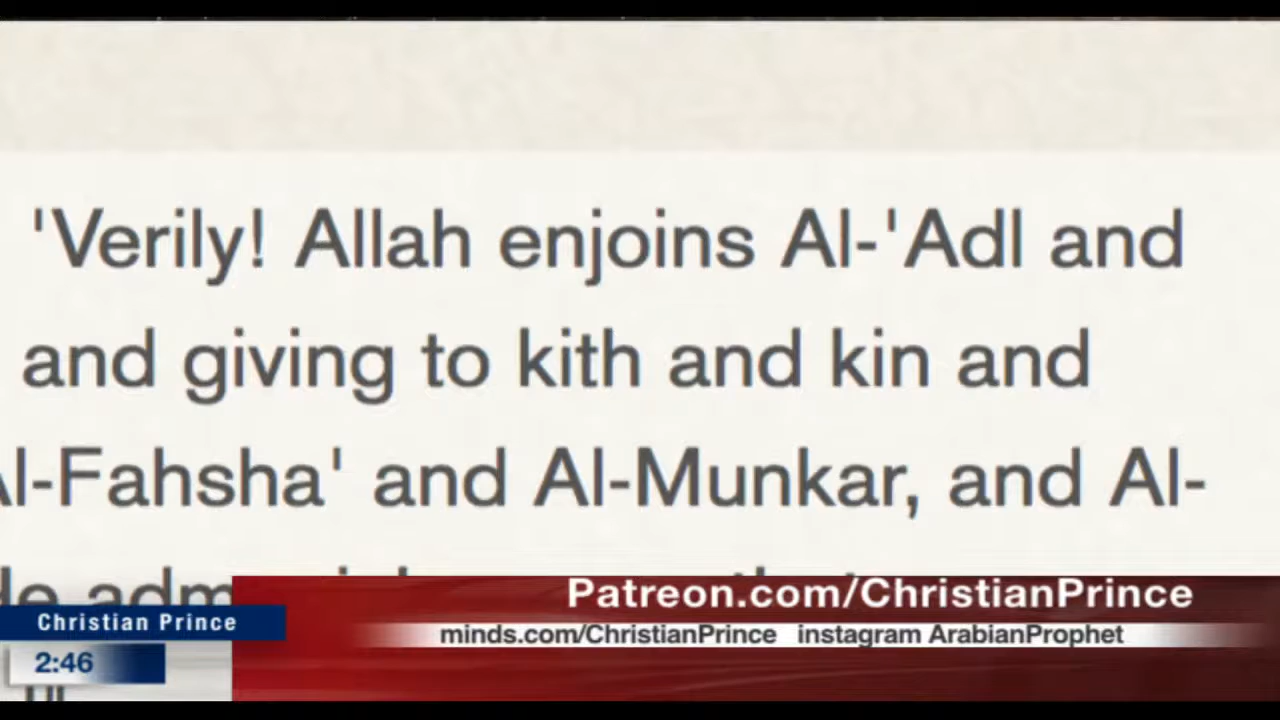 'Verily! Allah enjoins Al-'Adl and
and giving to kith and kin and
Al-Fahsha' and Al-Munkar, and Al-
Patreon.com/ChristianPrince
Christian Prince
minds.com/ChristianPrince instagram ArabianProphet
2:46